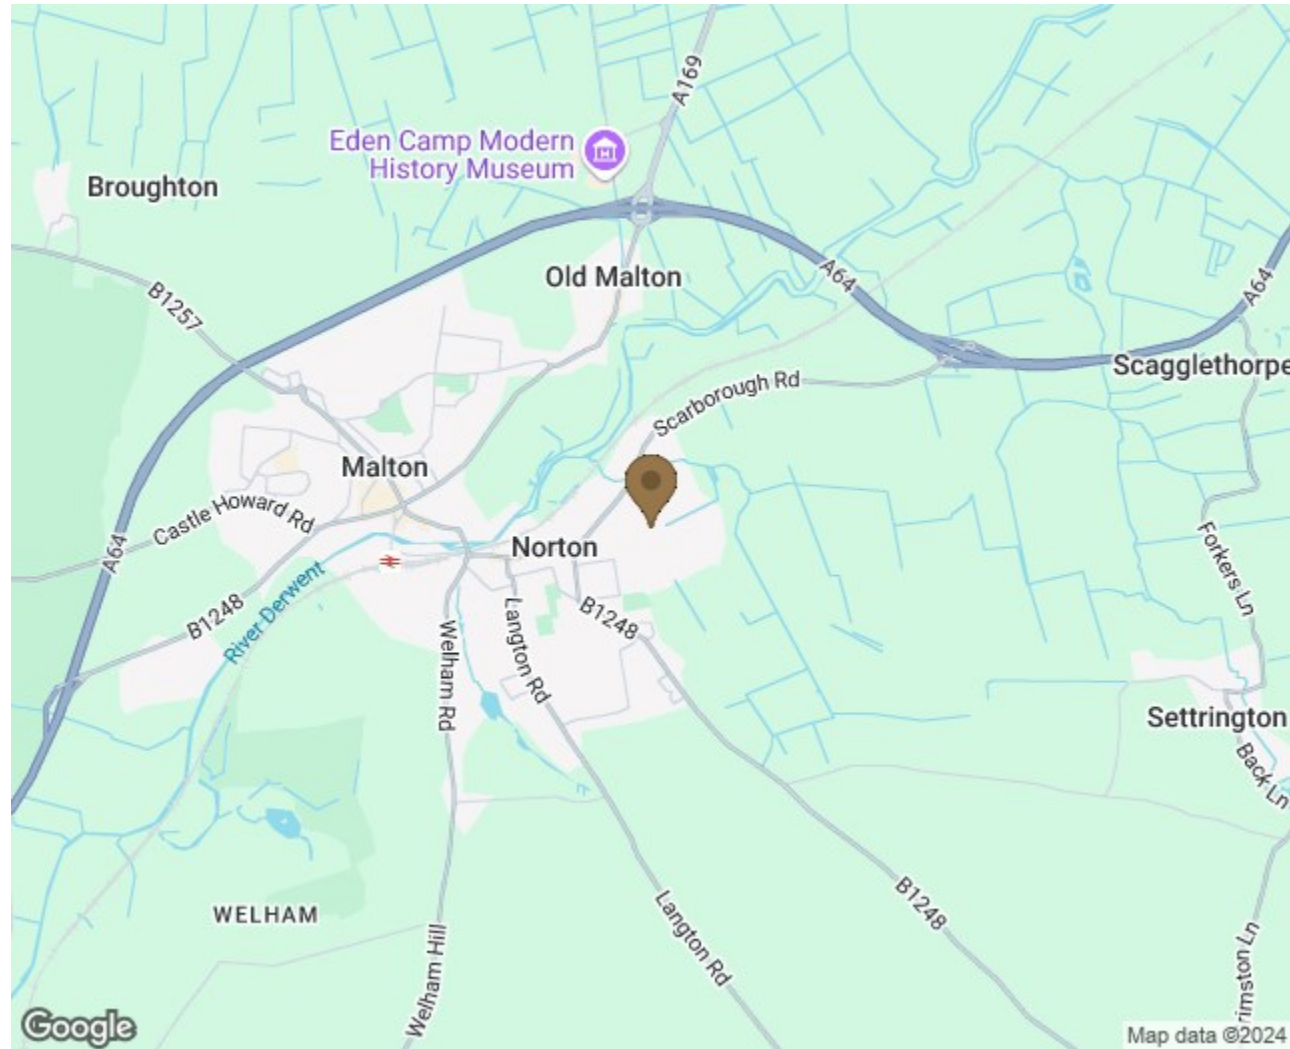 A169
Eden Camp Modern
History Museum
Broughton
Old Malton
B1257
A64
A64
Scagglethorpe
Scarborough Rd
Malton
Castle Howard Rd
A64
Norton
Forkers Ln
B1248
River Derwent
B1248
Langton Rd
Welham Rd
Settrington
Back Ln
WELHAM
B1248
Langton Rd
Welham Hill
rimston Ln
Google
Map data ©2024